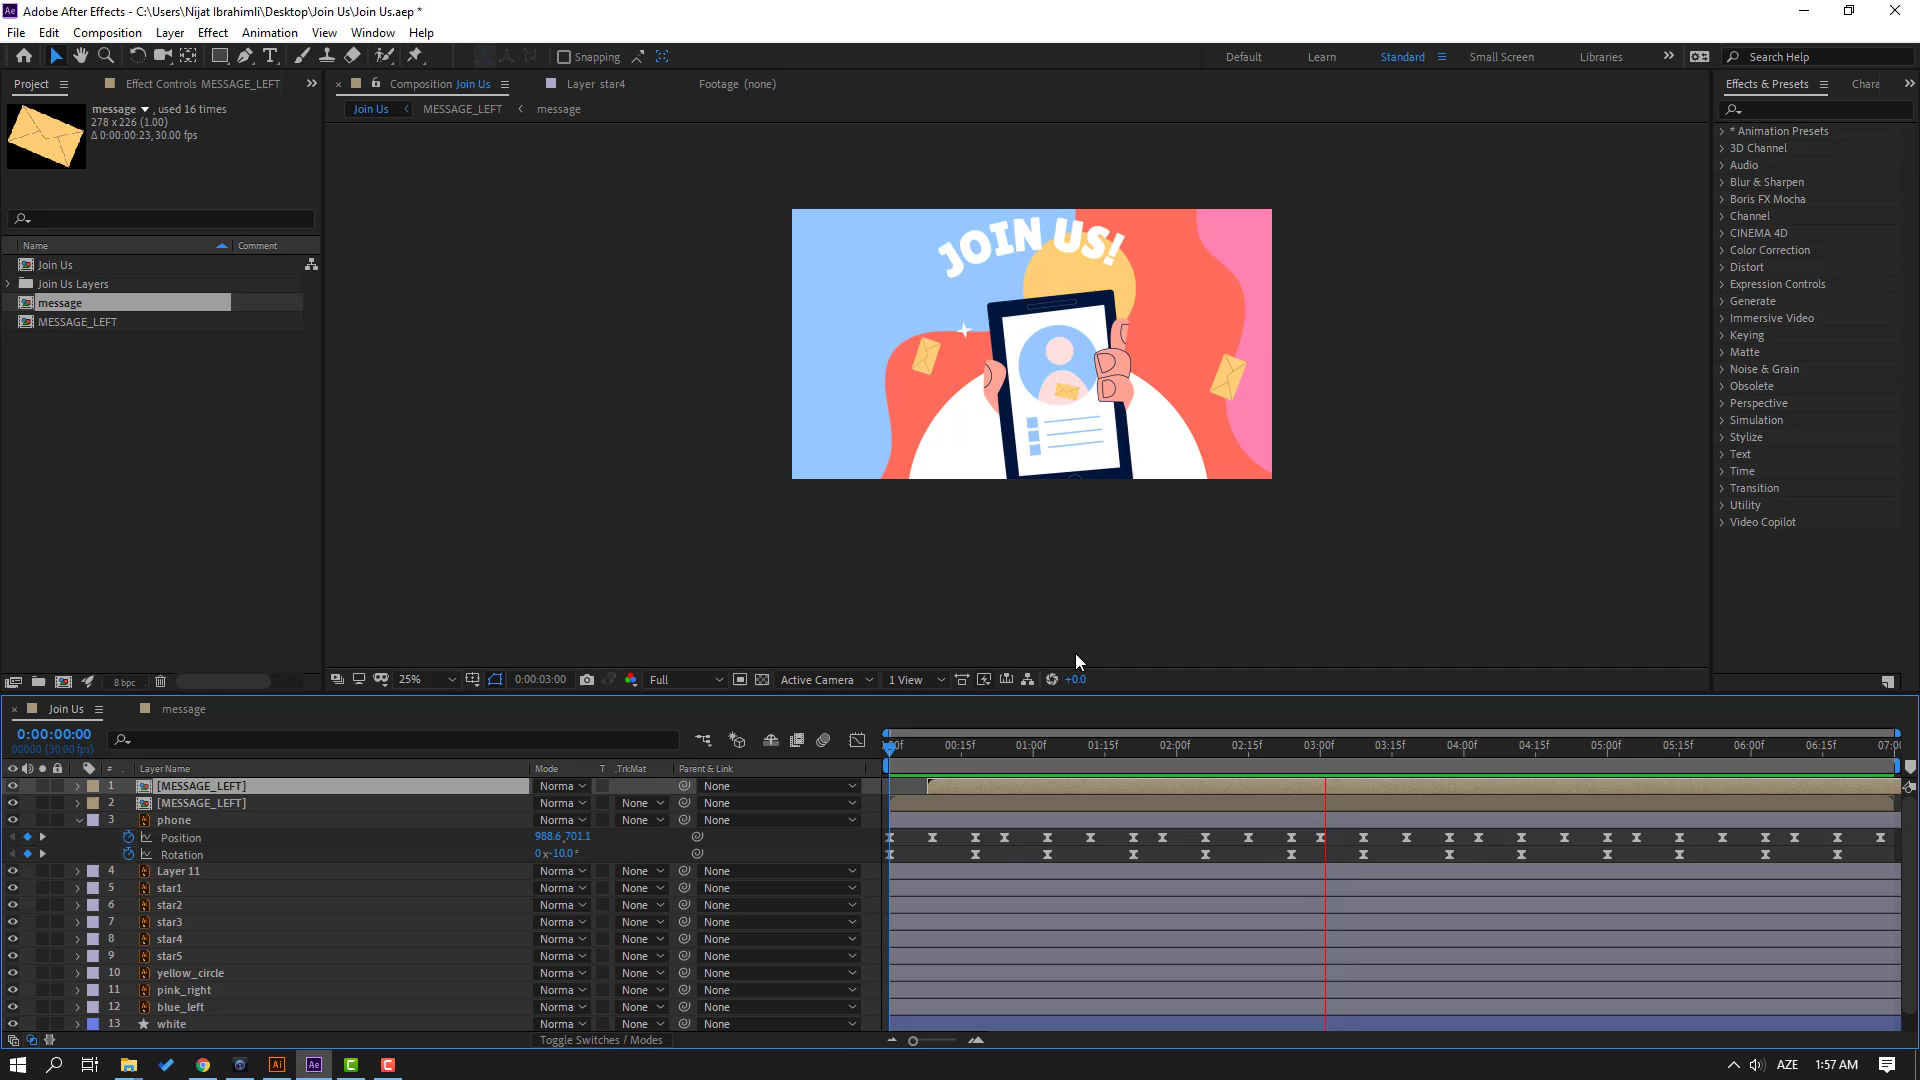 Adobe After Effects - C:\Users\Nijat Ibrahimli\Desktop\Join Us\Join Us.aep *
File Edit Composition Layer Effect Animation View Window Help
Snapping
Default Learn Standard Small Screen Libraries
Search Help
Project
Effect Controls MESSAGE_LEFT
Composition Join Us
Layer star4
Footage (none)
Effects & Presets
Chara
message , used 16 times
278 x 226 (1.00)
Δ 0:00:00:23, 30.00 fps
Join Us
MESSAGE_LEFT
message
Name
Comment
Join Us
Join Us Layers
message
MESSAGE_LEFT
JOIN US!
* Animation Presets
3D Channel
Audio
Blur & Sharpen
Boris FX Mocha
Channel
CINEMA 4D
Color Correction
Distort
Expression Controls
Generate
Immersive Video
Keying
Matte
Noise & Grain
Obsolete
Perspective
Simulation
Stylize
Text
Time
Transition
Utility
Video Copilot
8 bpc
25%
0:00:03:00
Full
Active Camera
1 View
+0.0
Join Us
message
0:00:00:00
00000 (30.00 fps)
00f 00:15f 01:00f 01:15f 02:00f 02:15f 03:00f 03:15f 04:00f 04:15f 05:00f 05:15f 06:00f 06:15f 07:00
# Layer Name Mode T .TrkMat Parent & Link
1 [MESSAGE_LEFT] Norma None
2 [MESSAGE_LEFT] Norma None None
3 phone Norma None None
Position 988.6,701.1
Rotation 0x-10.0°
4 Layer 11 Norma None None
5 star1 Norma None None
6 star2 Norma None None
7 star3 Norma None None
8 star4 Norma None None
9 star5 Norma None None
10 yellow_circle Norma None None
11 pink_right Norma None None
12 blue_left Norma None None
13 white Norma None None
Toggle Switches / Modes
AZE
1:57 AM